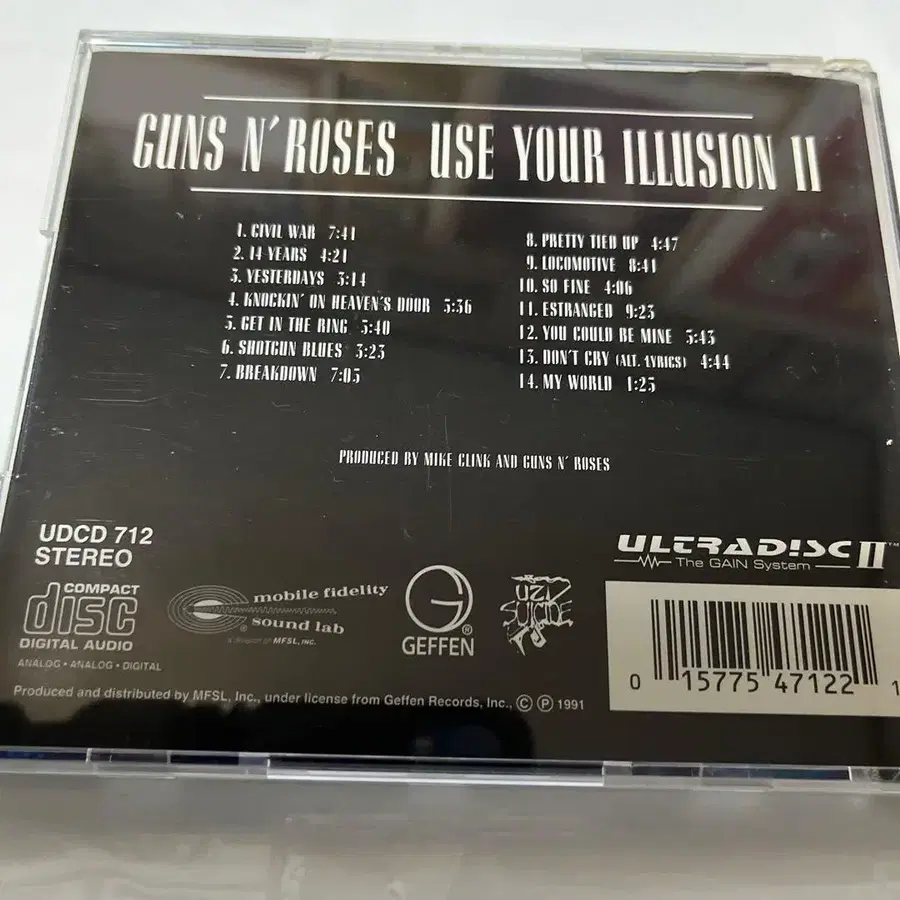 GUNS N' ROSES USE YOUR ILLUSION II
1. CIVIL WAR 7:41
2. 14 YEARS 4:21
3. YESTERDAYS 3:14
4. KNOCKIN' ON HEAVEN'S DOOR 5:36
5. GET IN THE RING 5:40
6. SHOTGUN BLUES 3:23
7. BREAKDOWN 7:05
8. PRETTY TIED UP 4:47
9. LOCOMOTIVE 8:41
10. SO FINE 4:06
11. ESTRANGED 9:23
12. YOU COULD BE MINE 5:43
13. DON'T CRY (ALT. LYRICS) 4:44
14. MY WORLD 1:25
PRODUCED BY MIKE CLINK AND GUNS N' ROSES
UDCD 712
STEREO
COMPACT
disc
DIGITAL AUDIO
ANALOG • ANALOG • DIGITAL
mobile fidelity
sound lab
a division of MFSL, INC.
GEFFEN
UZI
SUICIDE
ULTRADISC II™
The GAIN System
0 15775 47122 1
Produced and distributed by MFSL, Inc., under license from Geffen Records, Inc., © ℗ 1991